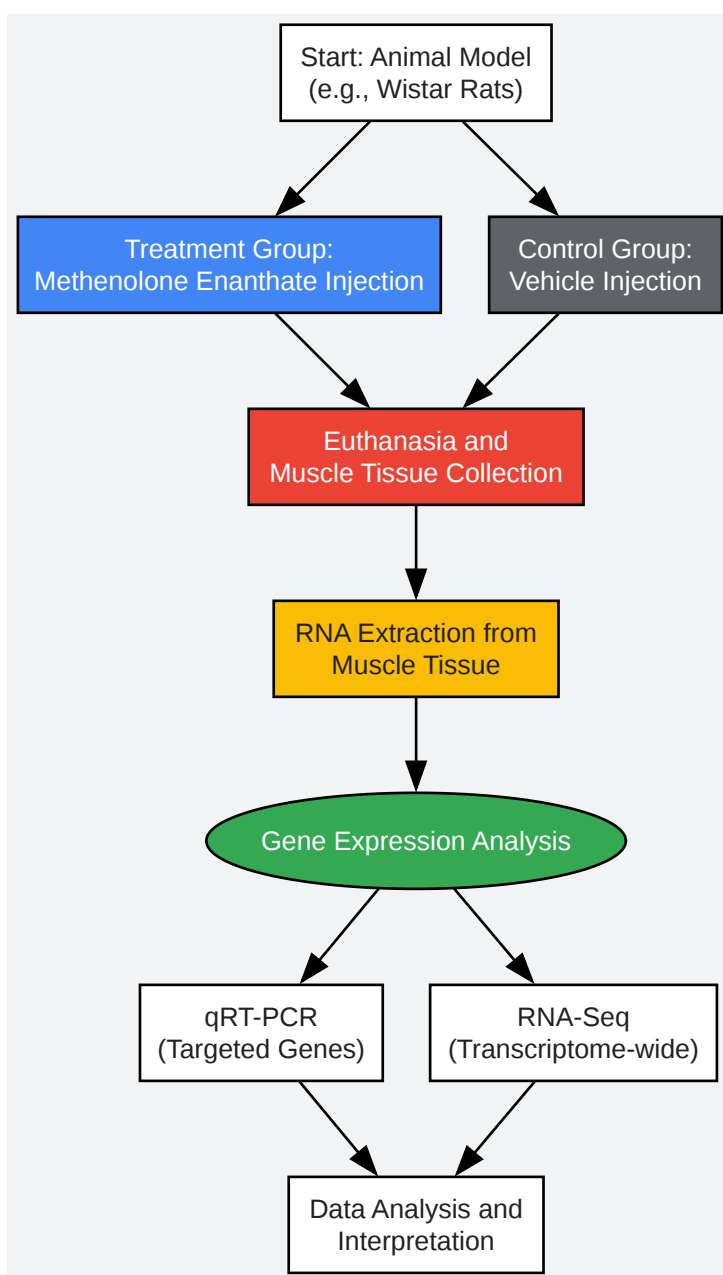 Start: Animal Model
(e.g., Wistar Rats)
Treatment Group:
Methenolone Enanthate Injection
Control Group:
Vehicle Injection
Euthanasia and
Muscle Tissue Collection
RNA Extraction from
Muscle Tissue
Gene Expression Analysis
qRT-PCR
(Targeted Genes)
RNA-Seq
(Transcriptome-wide)
Data Analysis and
Interpretation